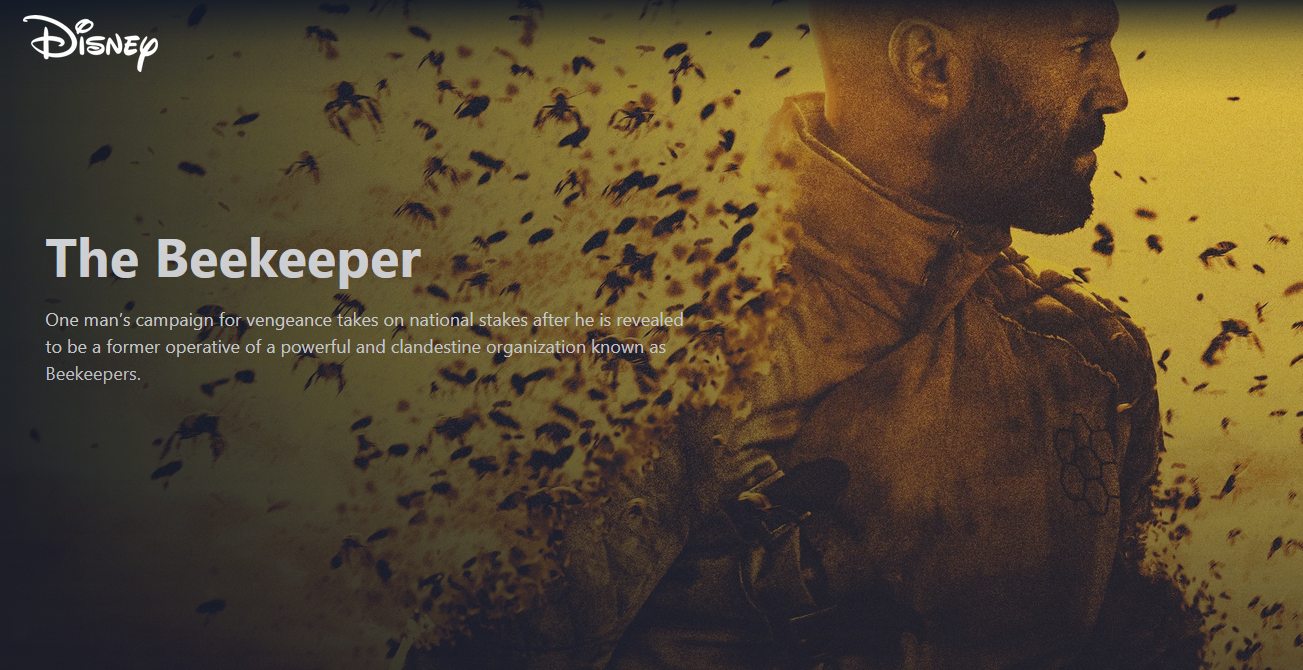 Disney
The Beekeeper
One man’s campaign for vengeance takes on national stakes after he is revealed
to be a former operative of a powerful and clandestine organization known as
Beekeepers.